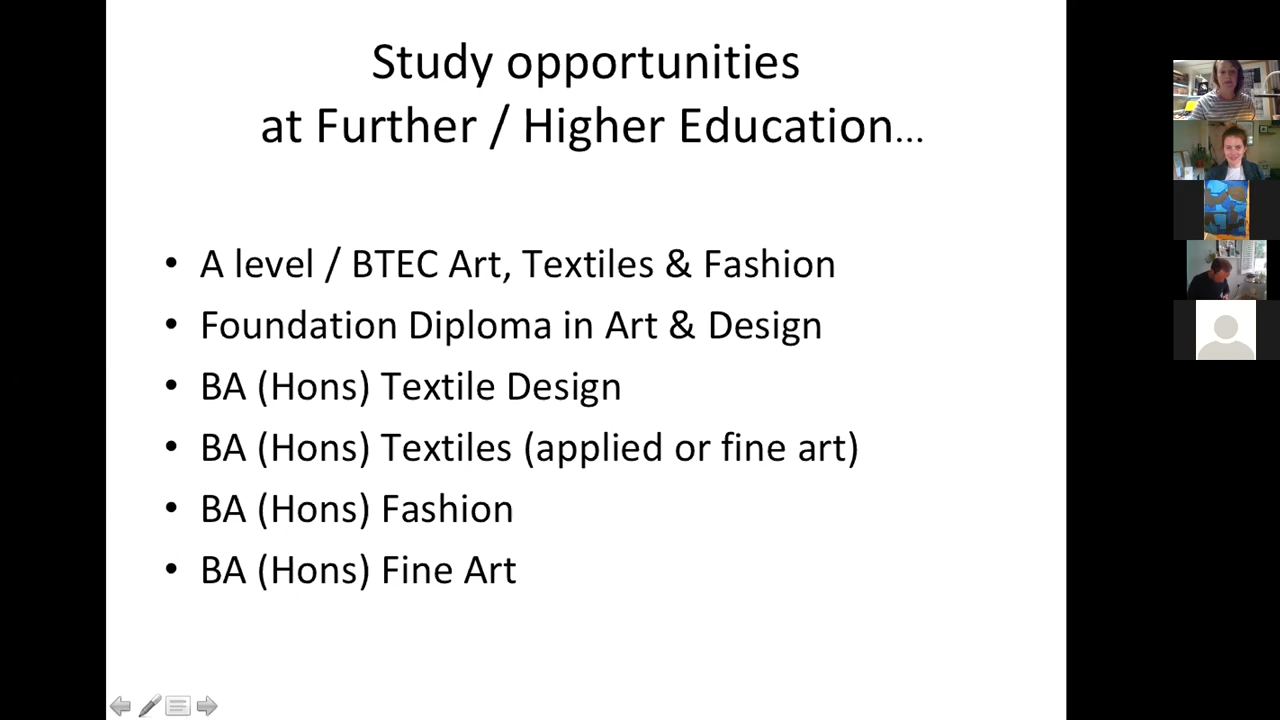 Study opportunities
at Further / Higher Education...
• A level / BTEC Art, Textiles & Fashion
• Foundation Diploma in Art & Design
• BA (Hons) Textile Design
• BA (Hons) Textiles (applied or fine art)
• BA (Hons) Fashion
• BA (Hons) Fine Art